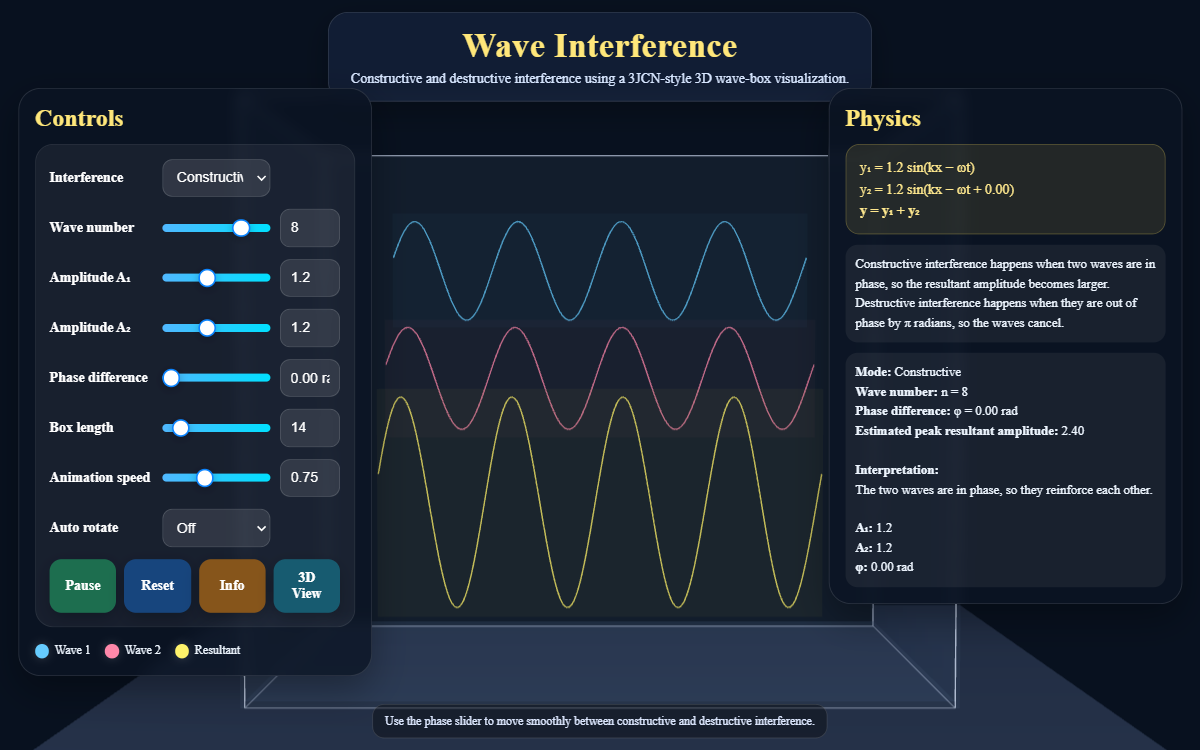 Wave Interference
Constructive and destructive interference using a 3JCN-style 3D wave-box visualization.
Controls
Interference
Constructiv
Wave number
8
Amplitude A₁
1.2
Amplitude A₂
1.2
Phase difference
0.00 ra
Box length
14
Animation speed
0.75
Auto rotate
Off
Pause
Reset
Info
3D
View
Wave 1
Wave 2
Resultant
Physics
y₁ = 1.2 sin(kx − ωt)
y₂ = 1.2 sin(kx − ωt + 0.00)
y = y₁ + y₂
Constructive interference happens when two waves are in
phase, so the resultant amplitude becomes larger.
Destructive interference happens when they are out of
phase by π radians, so the waves cancel.
Mode: Constructive
Wave number: n = 8
Phase difference: φ = 0.00 rad
Estimated peak resultant amplitude: 2.40
Interpretation:
The two waves are in phase, so they reinforce each other.
A₁: 1.2
A₂: 1.2
φ: 0.00 rad
Use the phase slider to move smoothly between constructive and destructive interference.